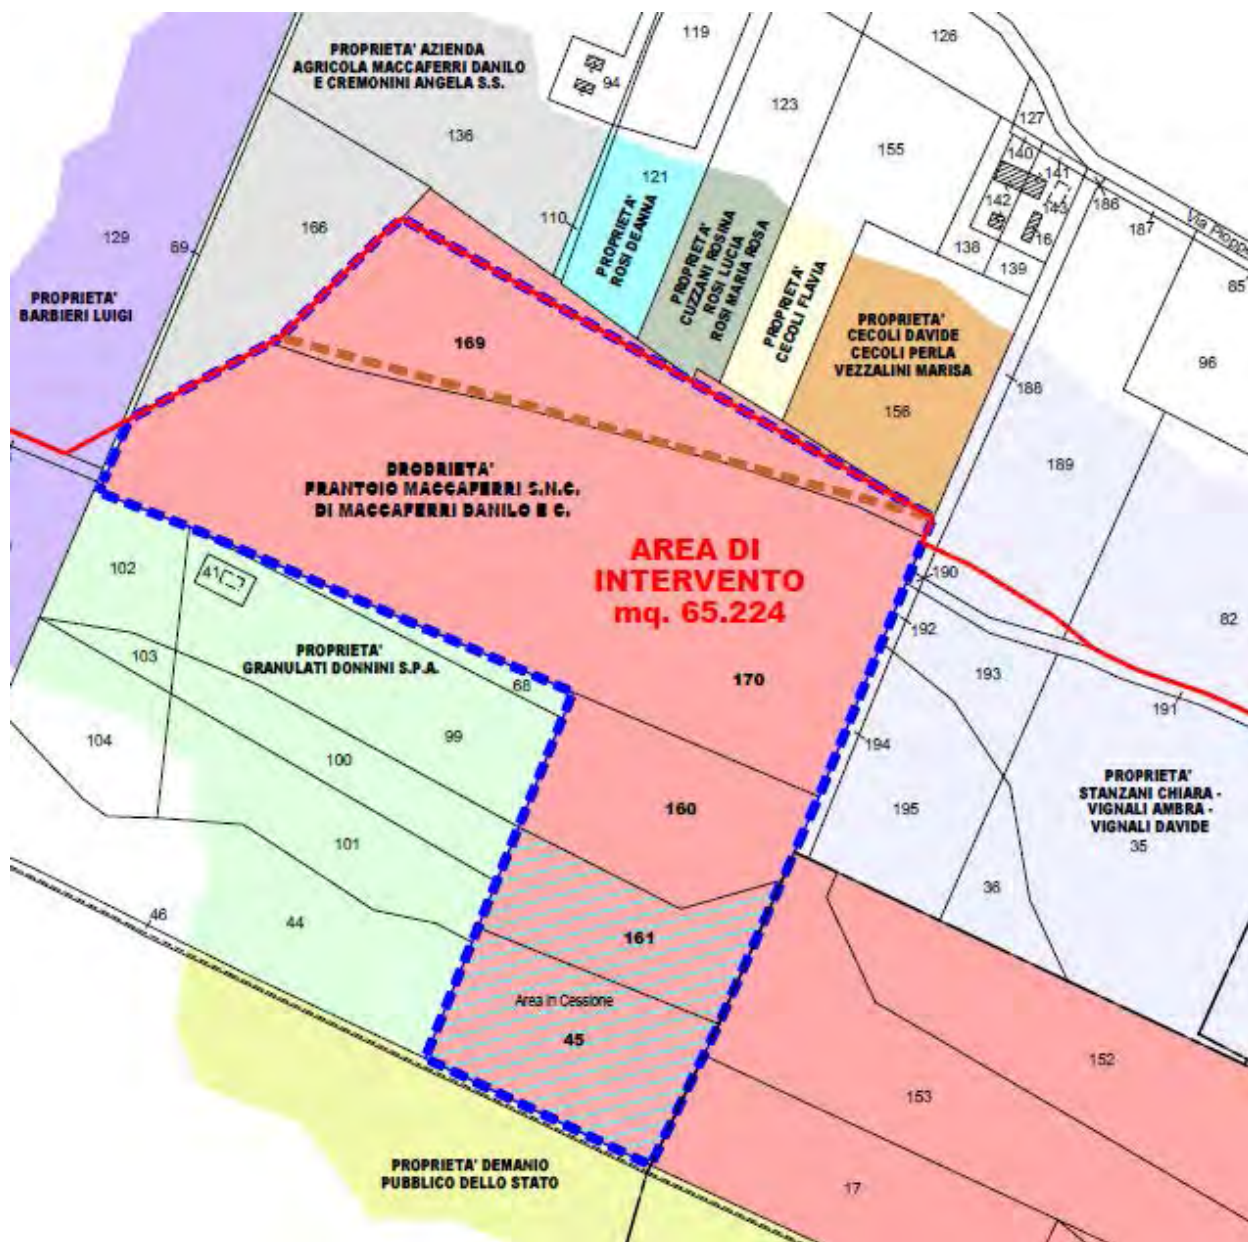 119
126
PROPRIETA' AZIENDA
AGRICOLA MACCAFERRI DANILO
E CREMONINI ANGELA S.S.
94
123
127
136
155
140
141
121
186
142
143
187
Via Pioppe
110
166
129
69
16
138
139
85
PROPRIETA'
ROSI DEANNA
PROPRIETA'
CUZZANI ROSINA
ROSI LUCIA
ROSI MARIA ROSA
PROPRIETA'
CECOLI FLAVIA
PROPRIETA'
BARBIERI LUIGI
PROPRIETA'
CECOLI DAVIDE
CECOLI PERLA
VEZZALINI MARISA
169
96
188
156
189
DRODRIETA'
FRANTOIO MACCAFERRI S.N.C.
DI MACCAFERRI DANILO E C.
AREA DI
INTERVENTO
mq. 65.224
102
41
190
192
82
103
PROPRIETA'
GRANULATI DONNINI S.P.A.
68
170
193
191
104
99
100
194
PROPRIETA'
STANZANI CHIARA -
VIGNALI AMBRA -
VIGNALI DAVIDE
35
160
195
101
36
46
44
161
Area in Cessione
45
152
153
PROPRIETA' DEMANIO
PUBBLICO DELLO STATO
17